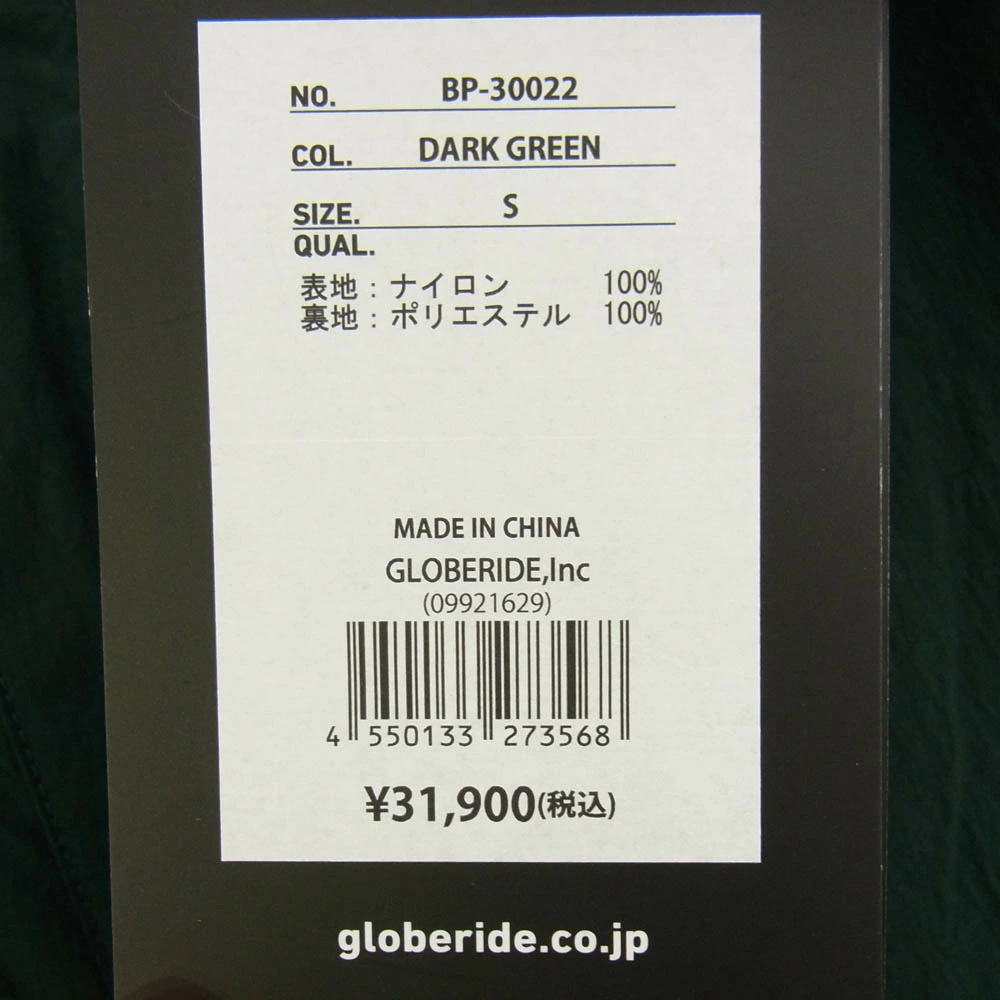 NO. BP-30022
COL. DARK GREEN
SIZE. S
QUAL.
表地：ナイロン 100%
裏地：ポリエステル 100%
MADE IN CHINA
GLOBERIDE,Inc
(09921629)
4 550133 273568
¥31,900(税込)
globeride.co.jp